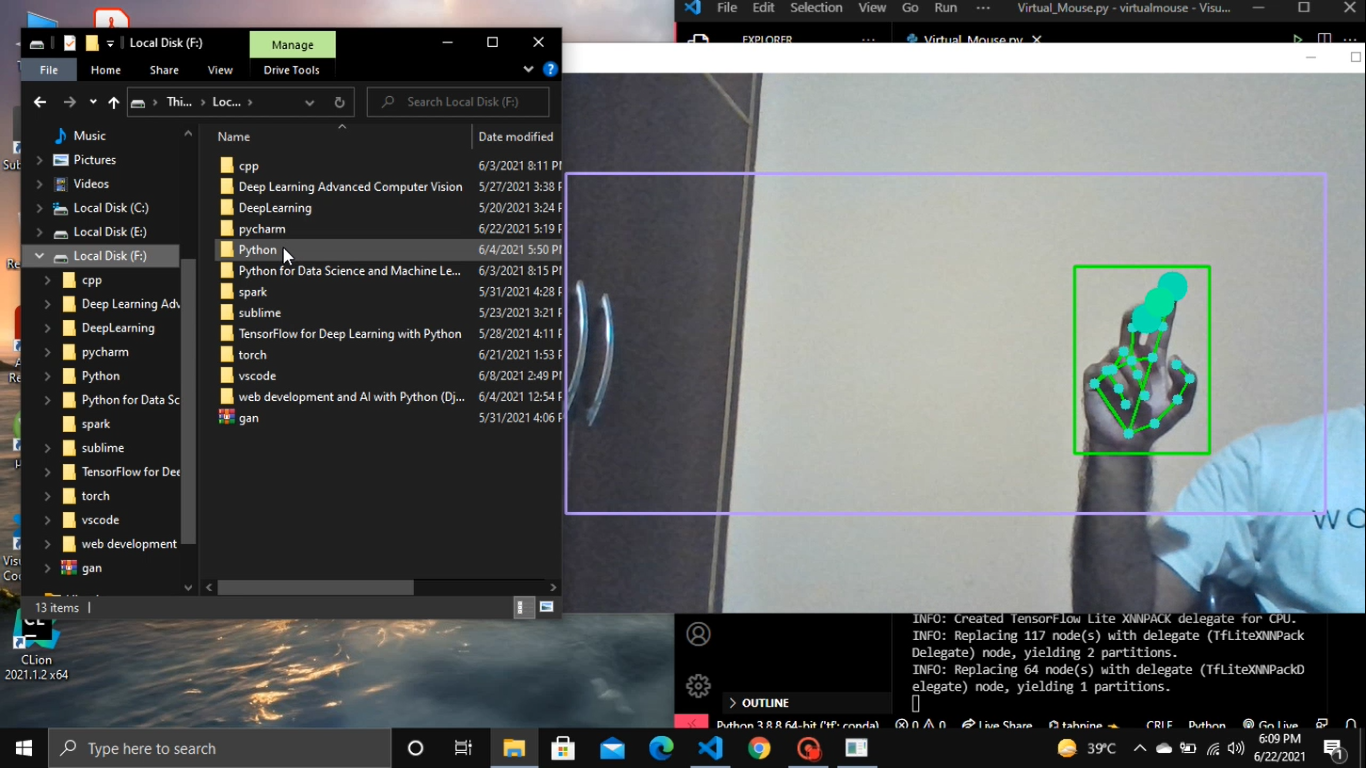 File Edit Selection View Go Run ··· Virtual_Mouse.py - virtualmouse - Visu...
EXPLORER ··· Virtual_Mouse.py
Manage
Local Disk (F:)
File Home Share View Drive Tools
Thi... Loc... Search Local Disk (F:)
Music
Pictures
Videos
Local Disk (C:)
Local Disk (E:)
Local Disk (F:)
cpp
Deep Learning Adv
DeepLearning
pycharm
Python
Python for Data Sc
spark
sublime
TensorFlow for Dee
torch
vscode
web development
gan
Name Date modified
cpp 6/3/2021 8:11 PM
Deep Learning Advanced Computer Vision 5/27/2021 3:38 P
DeepLearning 5/20/2021 3:24 P
pycharm 6/22/2021 5:19 P
Python 6/4/2021 5:50 PM
Python for Data Science and Machine Le... 6/3/2021 8:15 PM
spark 5/31/2021 4:28 P
sublime 5/23/2021 3:21 P
TensorFlow for Deep Learning with Python 5/28/2021 4:11 P
torch 6/21/2021 1:53 P
vscode 6/8/2021 2:49 PM
web development and AI with Python (Dj... 6/4/2021 12:54 P
gan 5/31/2021 4:06 P
13 items
CLion
2021.1.2 x64
WO
INFO: Created TensorFlow Lite XNNPACK delegate for CPU.
INFO: Replacing 117 node(s) with delegate (TfLiteXNNPack
Delegate) node, yielding 2 partitions.
INFO: Replacing 64 node(s) with delegate (TfLiteXNNPackD
elegate) node, yielding 1 partitions.
OUTLINE
Python 3.8.8 64-bit ('tf': conda) 0 0 Live Share tabnine CRLF Python Go Live
Type here to search
39°C
6:09 PM
6/22/2021
1